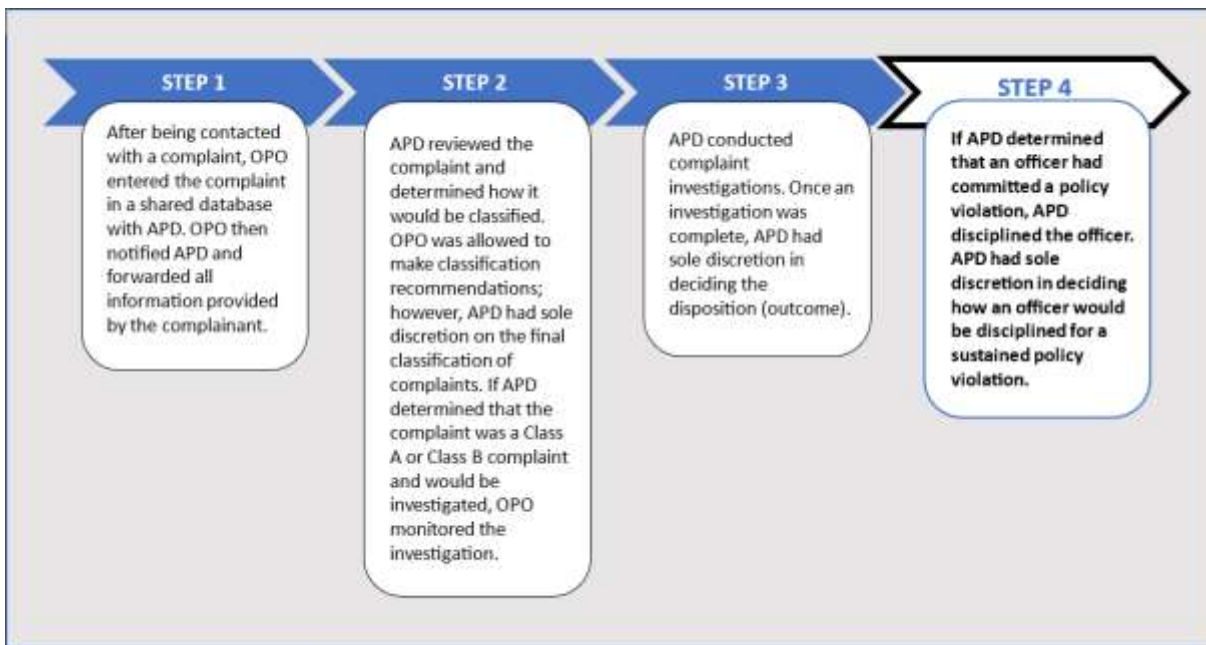 STEP 1
After being contacted
with a complaint, OPO
entered the complaint
in a shared database
with APD. OPO then
notified APD and
forwarded all
information provided
by the complainant.
STEP 2
APD reviewed the
complaint and
determined how it
would be classified.
OPO was allowed to
make classification
recommendations;
however, APD had sole
discretion on the final
classification of
complaints. If APD
determined that the
complaint was a Class
A or Class B complaint
and would be
investigated, OPO
monitored the
investigation.
STEP 3
APD conducted
complaint
investigations. Once an
investigation was
complete, APD had
sole discretion in
deciding the
disposition (outcome).
STEP 4
If APD determined
that an officer had
committed a policy
violation, APD
disciplined the officer.
APD had sole
discretion in deciding
how an officer would
be disciplined for a
sustained policy
violation.